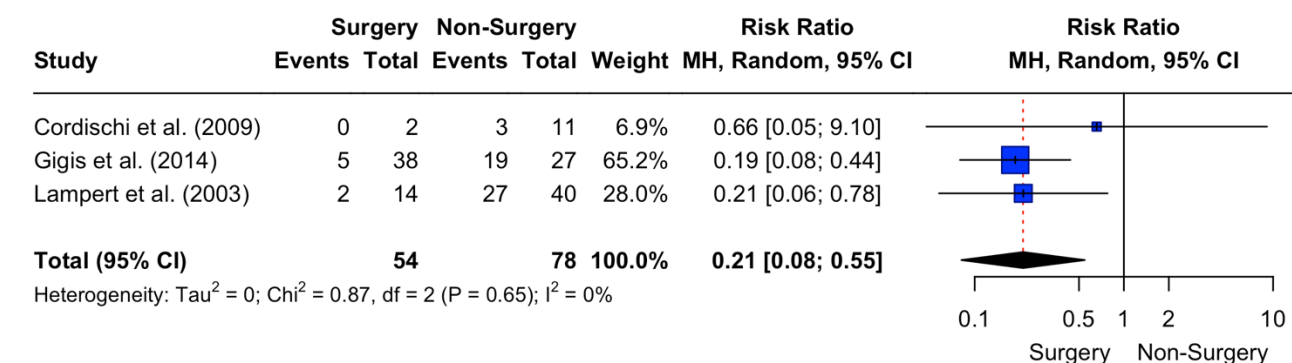 Surgery Non-Surgery Risk Ratio Risk Ratio
Study Events Total Events Total Weight MH, Random, 95% CI MH, Random, 95% CI
Cordischi et al. (2009) 0 2 3 11 6.9% 0.66 [0.05; 9.10]
Gigis et al. (2014) 5 38 19 27 65.2% 0.19 [0.08; 0.44]
Lampert et al. (2003) 2 14 27 40 28.0% 0.21 [0.06; 0.78]
Total (95% CI) 54 78 100.0% 0.21 [0.08; 0.55]
Heterogeneity: Tau² = 0; Chi² = 0.87, df = 2 (P = 0.65); I² = 0%
0.1 0.5 1 2 10
Surgery Non-Surgery